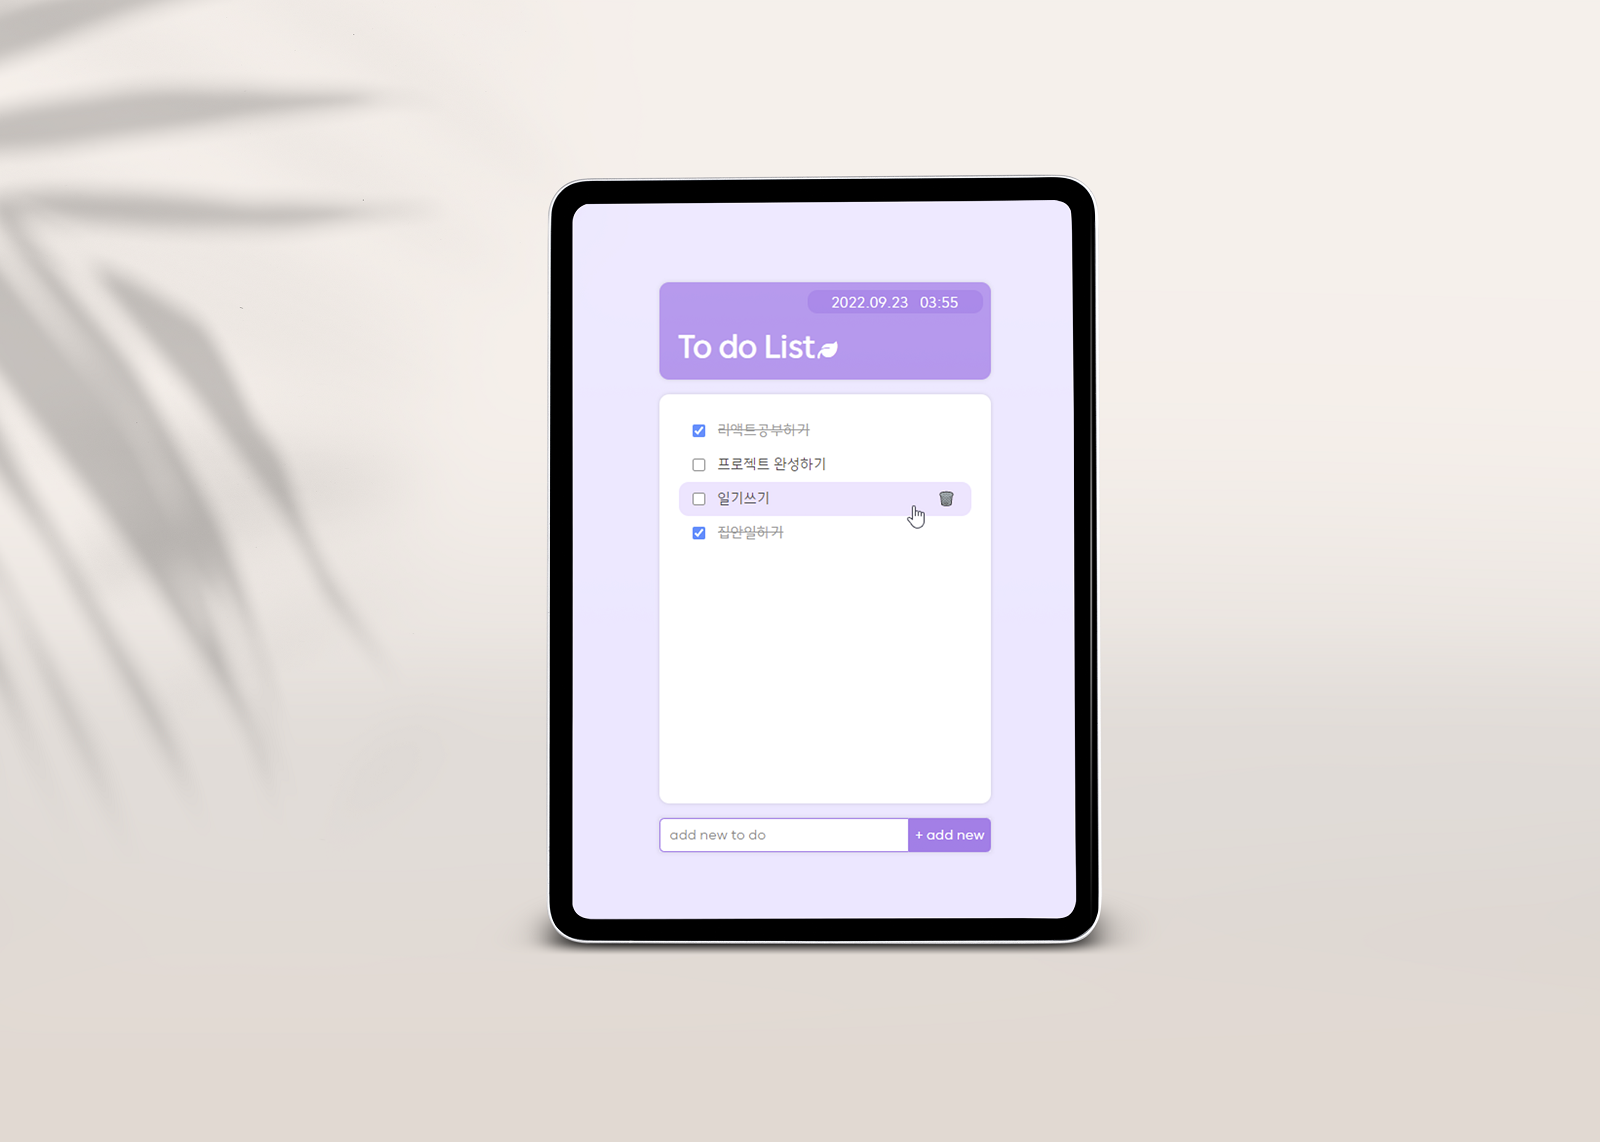 2022.09.23 03:55
To do List
리액트공부하기
프로젝트 완성하기
일기쓰기
집안일하기
add new to do
+ add new